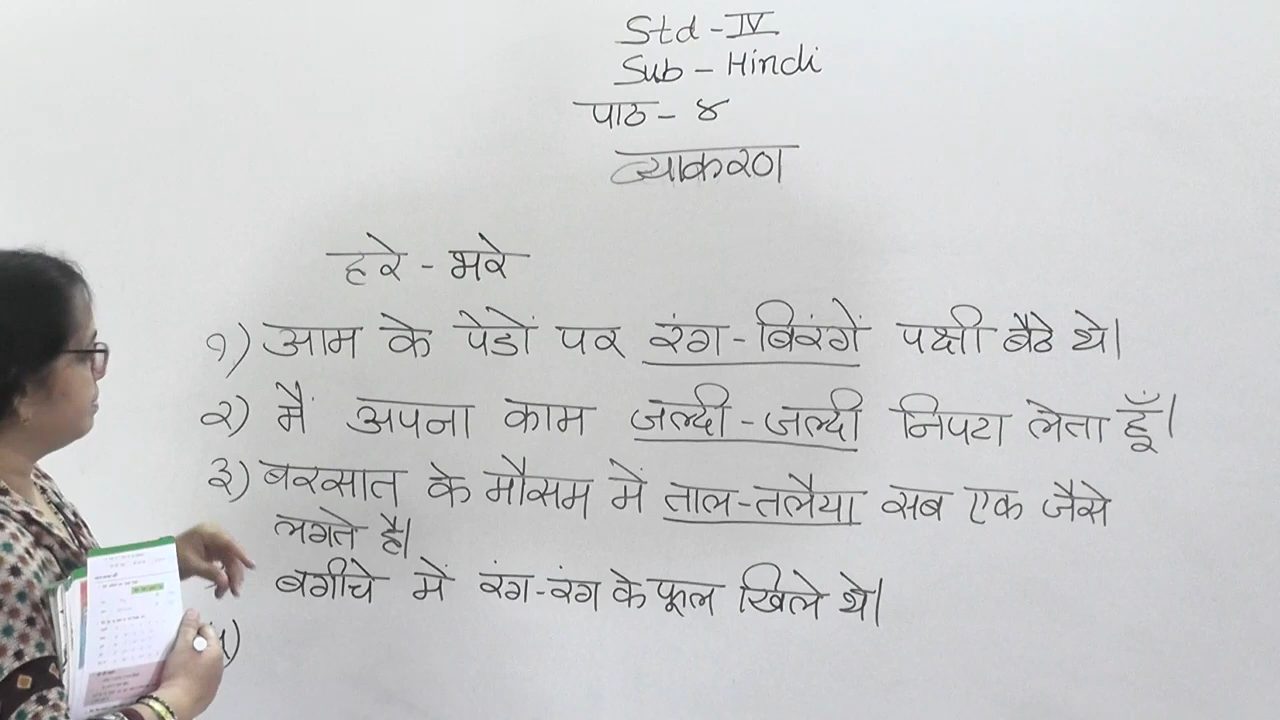 Std - IV
Sub - Hindi
पाठ - ४
व्याकरण
हरे - भरे
१) आम के पेडों पर रंग - बिरंगें पक्षी बैठे थे।
२) मैं अपना काम जल्दी - जल्दी निपटा लेता हूँ।
३) बरसात के मौसम में ताल-तलैया सब एक जैसे
लगते है।
बगीचे में रंग-रंग के फूल खिले थे।